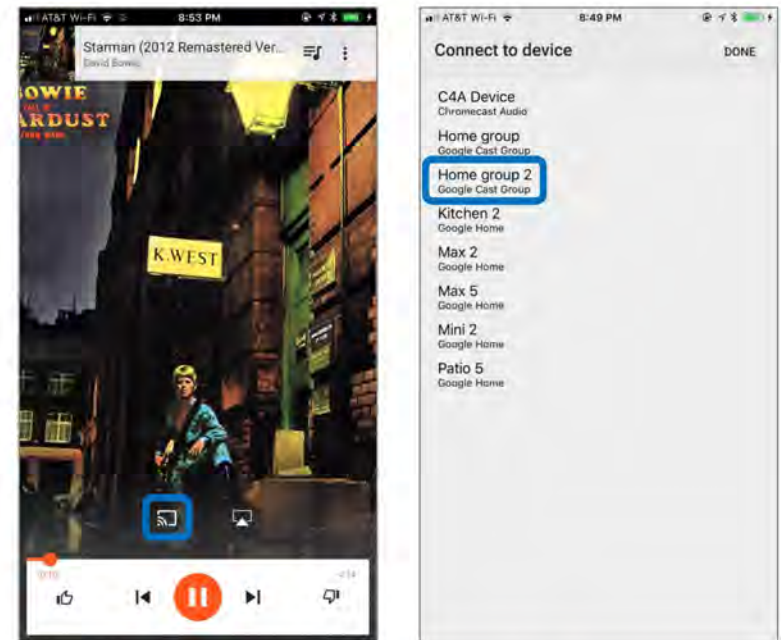 AT&T Wi-Fi
8:53 PM
Starman (2012 Remastered Ver...
David Bowie
BOWIE
ARDUST
K.WEST
0:10
AT&T Wi-Fi
8:49 PM
Connect to device
DONE
C4A Device
Chromecast Audio
Home group
Google Cast Group
Home group 2
Google Cast Group
Kitchen 2
Google Home
Max 2
Google Home
Max 5
Google Home
Mini 2
Google Home
Patio 5
Google Home